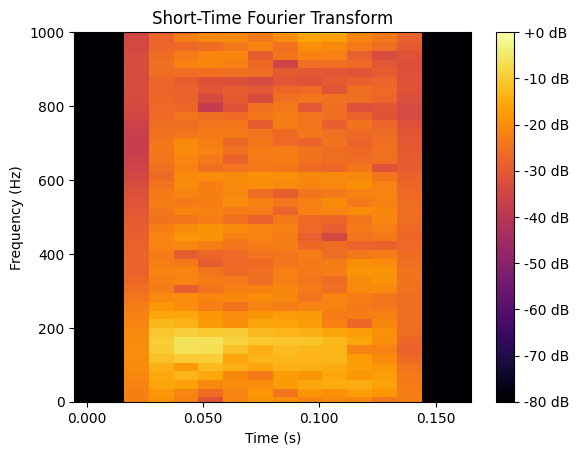 Short-Time Fourier Transform
1000
800
600
400
200
0
Frequency (Hz)
0.000
0.050
0.100
0.150
Time (s)
+0 dB
-10 dB
-20 dB
-30 dB
-40 dB
-50 dB
-60 dB
-70 dB
-80 dB